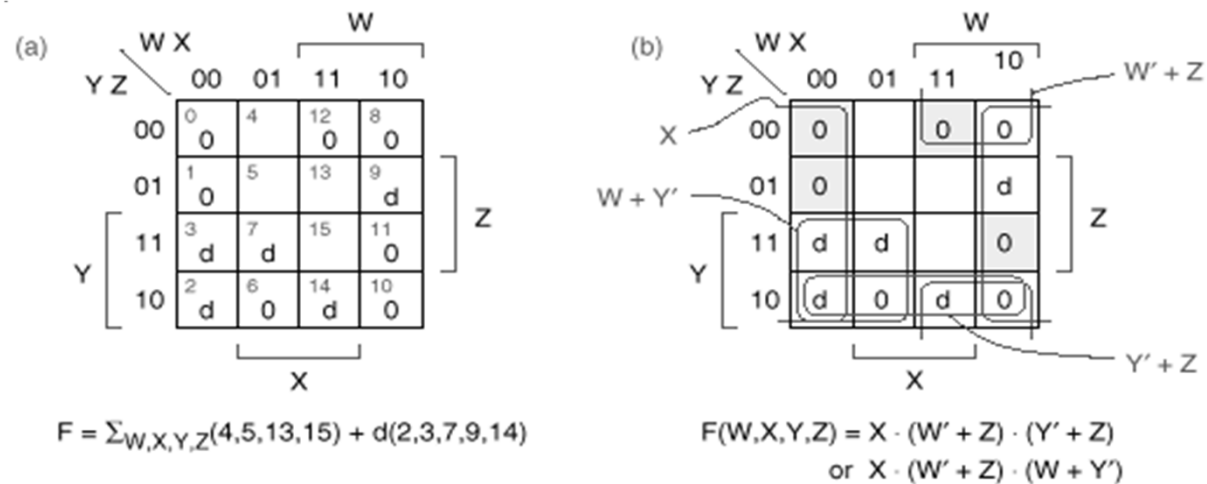 (a)
W X
W
Y Z
00 01 11 10
00
0 0
4
12 0
8 0
01
1 0
5
13
9 d
Z
Y
11
3 d
7 d
15
11 0
10
2 d
6 0
14 d
10 0
X
F = Σ_{W,X,Y,Z}(4,5,13,15) + d(2,3,7,9,14)
(b)
W X
W
Y Z
00 01 11 10
W′ + Z
X
00
0 0 0
W + Y′
01
0 d
Z
Y
11
d d 0
10
d 0 d 0
X
Y′ + Z
F(W,X,Y,Z) = X · (W′ + Z) · (Y′ + Z)
or X · (W′ + Z) · (W + Y′)